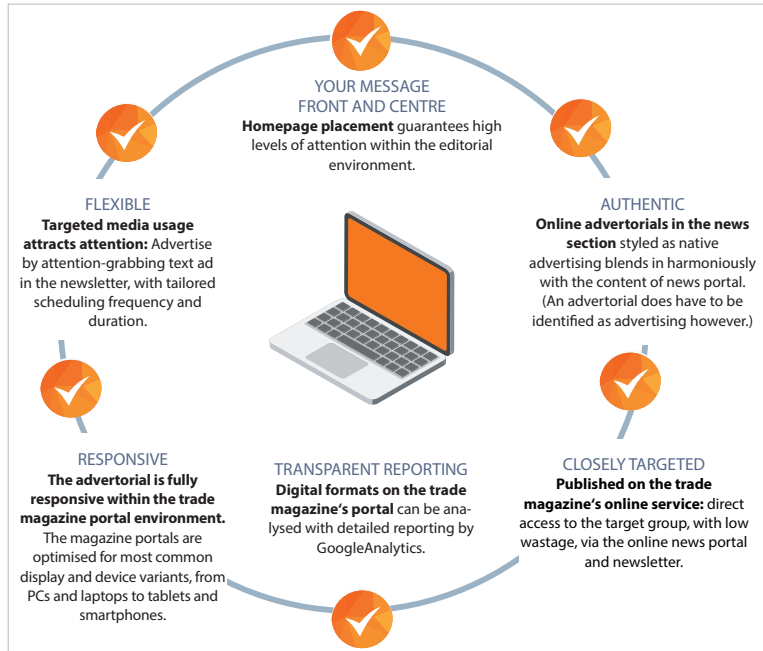 YOUR MESSAGE
FRONT AND CENTRE
Homepage placement guarantees high
levels of attention within the editorial
environment.
FLEXIBLE
Targeted media usage
attracts attention: Advertise
by attention-grabbing text ad
in the newsletter, with tailored
scheduling frequency and
duration.
AUTHENTIC
Online advertorials in the news
section styled as native
advertising blends in harmoniously
with the content of news portal.
(An advertorial does have to be
identified as advertising however.)
RESPONSIVE
The advertorial is fully
responsive within the trade
magazine portal environment.
The magazine portals are
optimised for most common
display and device variants, from
PCs and laptops to tablets and
smartphones.
TRANSPARENT REPORTING
Digital formats on the trade
magazine's portal can be ana-
lysed with detailed reporting by
GoogleAnalytics.
CLOSELY TARGETED
Published on the trade
magazine's online service: direct
access to the target group, with low
wastage, via the online news portal
and newsletter.